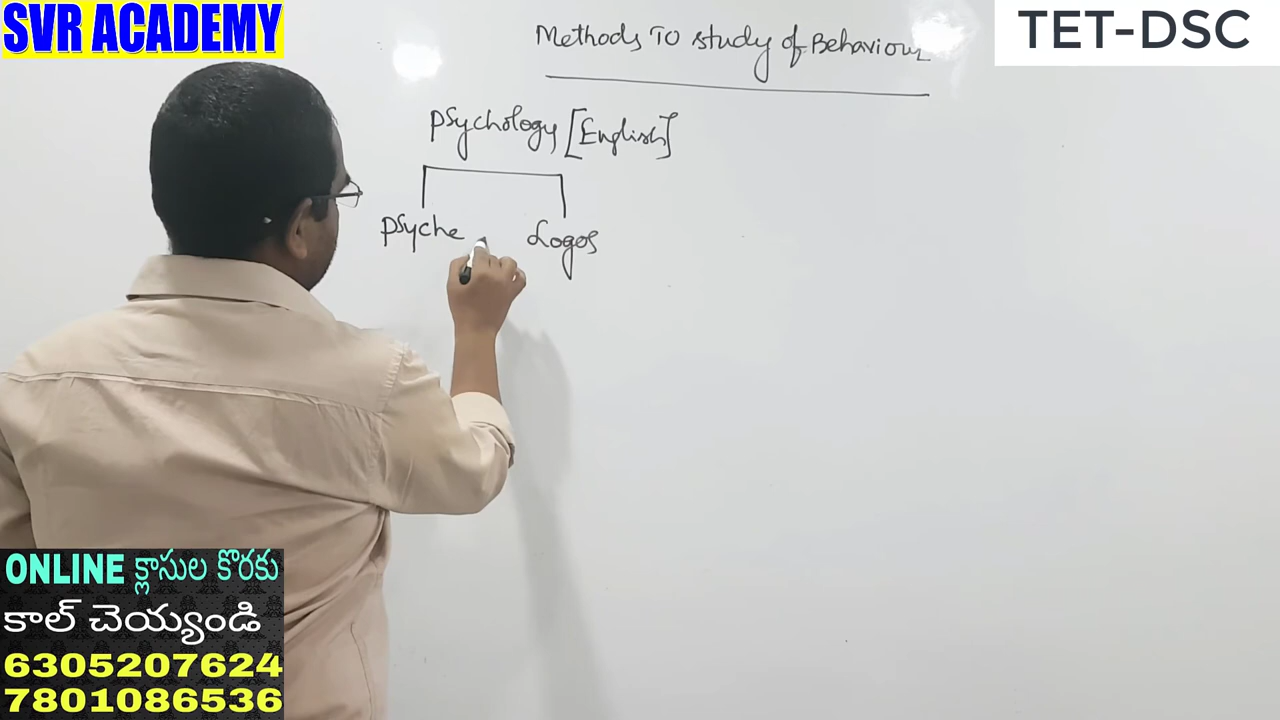 SVR ACADEMY
TET-DSC
Methods To study of Behaviour
Psychology [English]
Psyche Logos
ONLINE క్లాసుల కొరకు
కాల్ చెయ్యండి
6305207624
7801086536